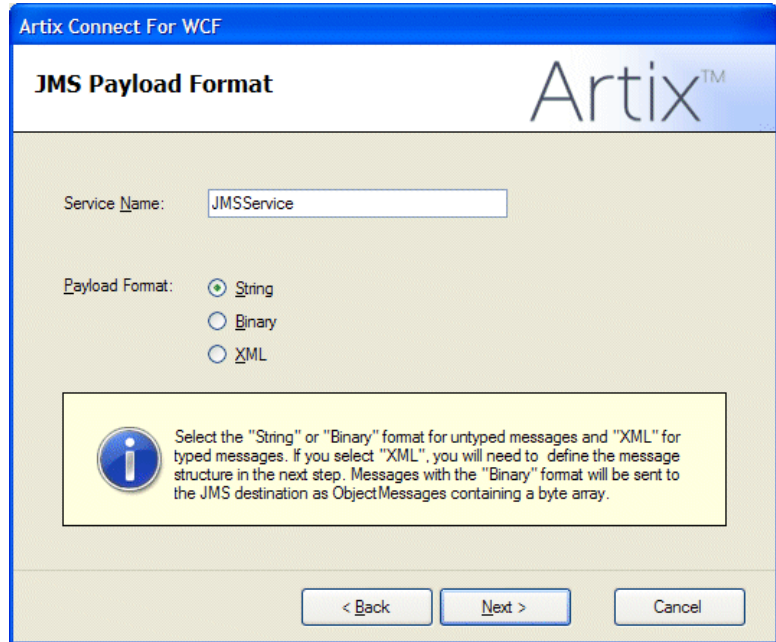 Artix Connect For WCF
JMS Payload Format
Artix™
Service Name:
JMSService
Payload Format:
String
Binary
XML
Select the "String" or "Binary" format for untyped messages and "XML" for
typed messages. If you select "XML", you will need to define the message
structure in the next step. Messages with the "Binary" format will be sent to
the JMS destination as ObjectMessages containing a byte array.
< Back
Next >
Cancel